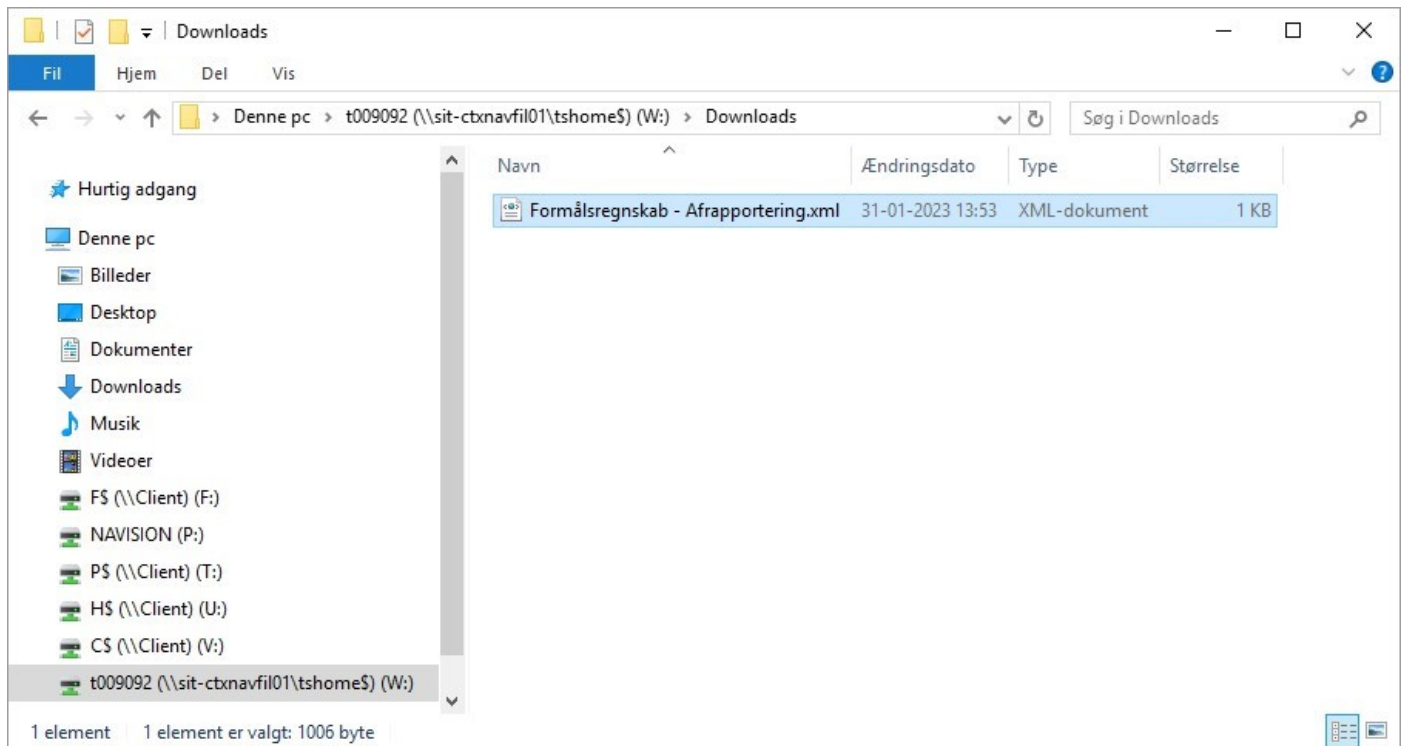 Downloads
Fil Hjem Del Vis
Denne pc > t009092 (\\sit-ctxnavfil01\tshome$) (W:) > Downloads
Søg i Downloads
Navn Ændringsdato Type Størrelse
Formålsregnskab - Afrapportering.xml 31-01-2023 13:53 XML-dokument 1 KB
Hurtig adgang
Denne pc
Billeder
Desktop
Dokumenter
Downloads
Musik
Videoer
F$ (\\Client) (F:)
NAVISION (P:)
P$ (\\Client) (T:)
H$ (\\Client) (U:)
C$ (\\Client) (V:)
t009092 (\\sit-ctxnavfil01\tshome$) (W:)
1 element 1 element er valgt: 1006 byte